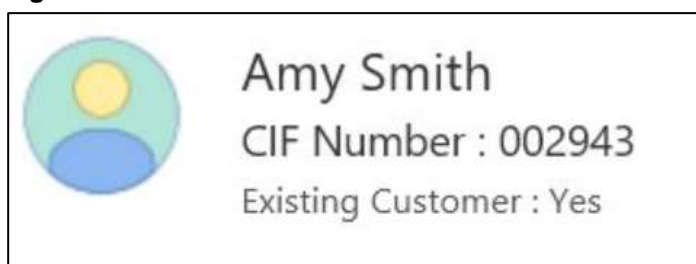 Amy Smith
CIF Number : 002943
Existing Customer : Yes